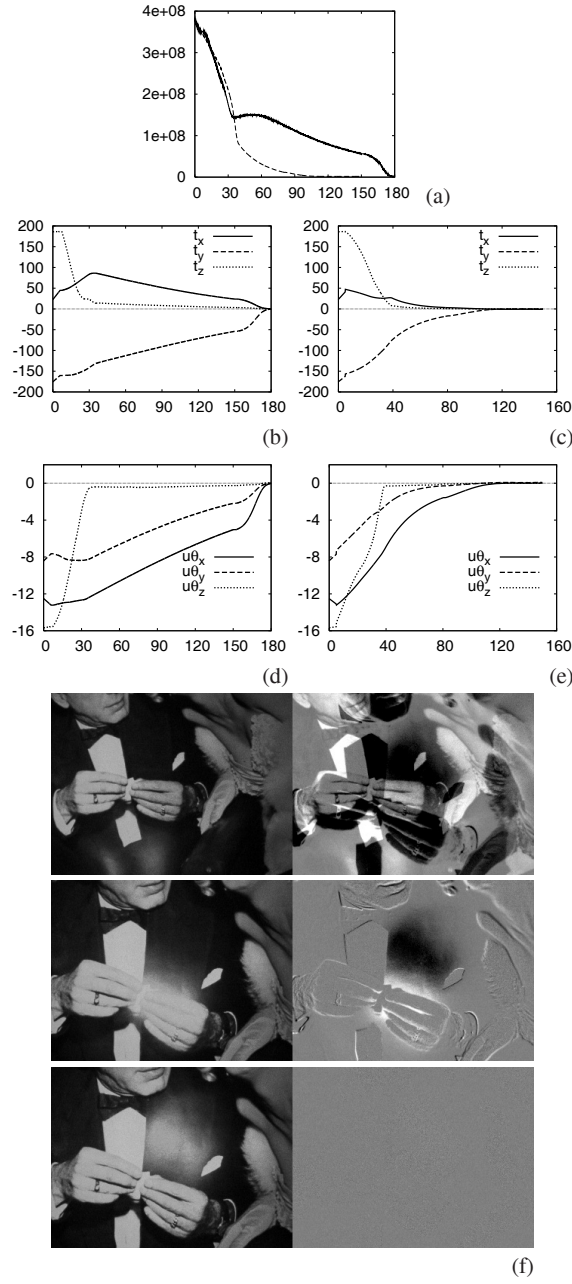 4e+08
3e+08
2e+08
1e+08
0
0 30 60 90 120 150 180
(a)
200
150
100
50
0
-50
-100
-150
-200
t_x
t_y
t_z
0 30 60 90 120 150 180
(b)
200
150
100
50
0
-50
-100
-150
-200
t_x
t_y
t_z
0 40 80 120 160
(c)
0
-4
-8
-12
-16
uθ_x
uθ_y
uθ_z
0 30 60 90 120 150 180
(d)
0
-4
-8
-12
-16
uθ_x
uθ_y
uθ_z
0 40 80 120 160
(e)
(f)